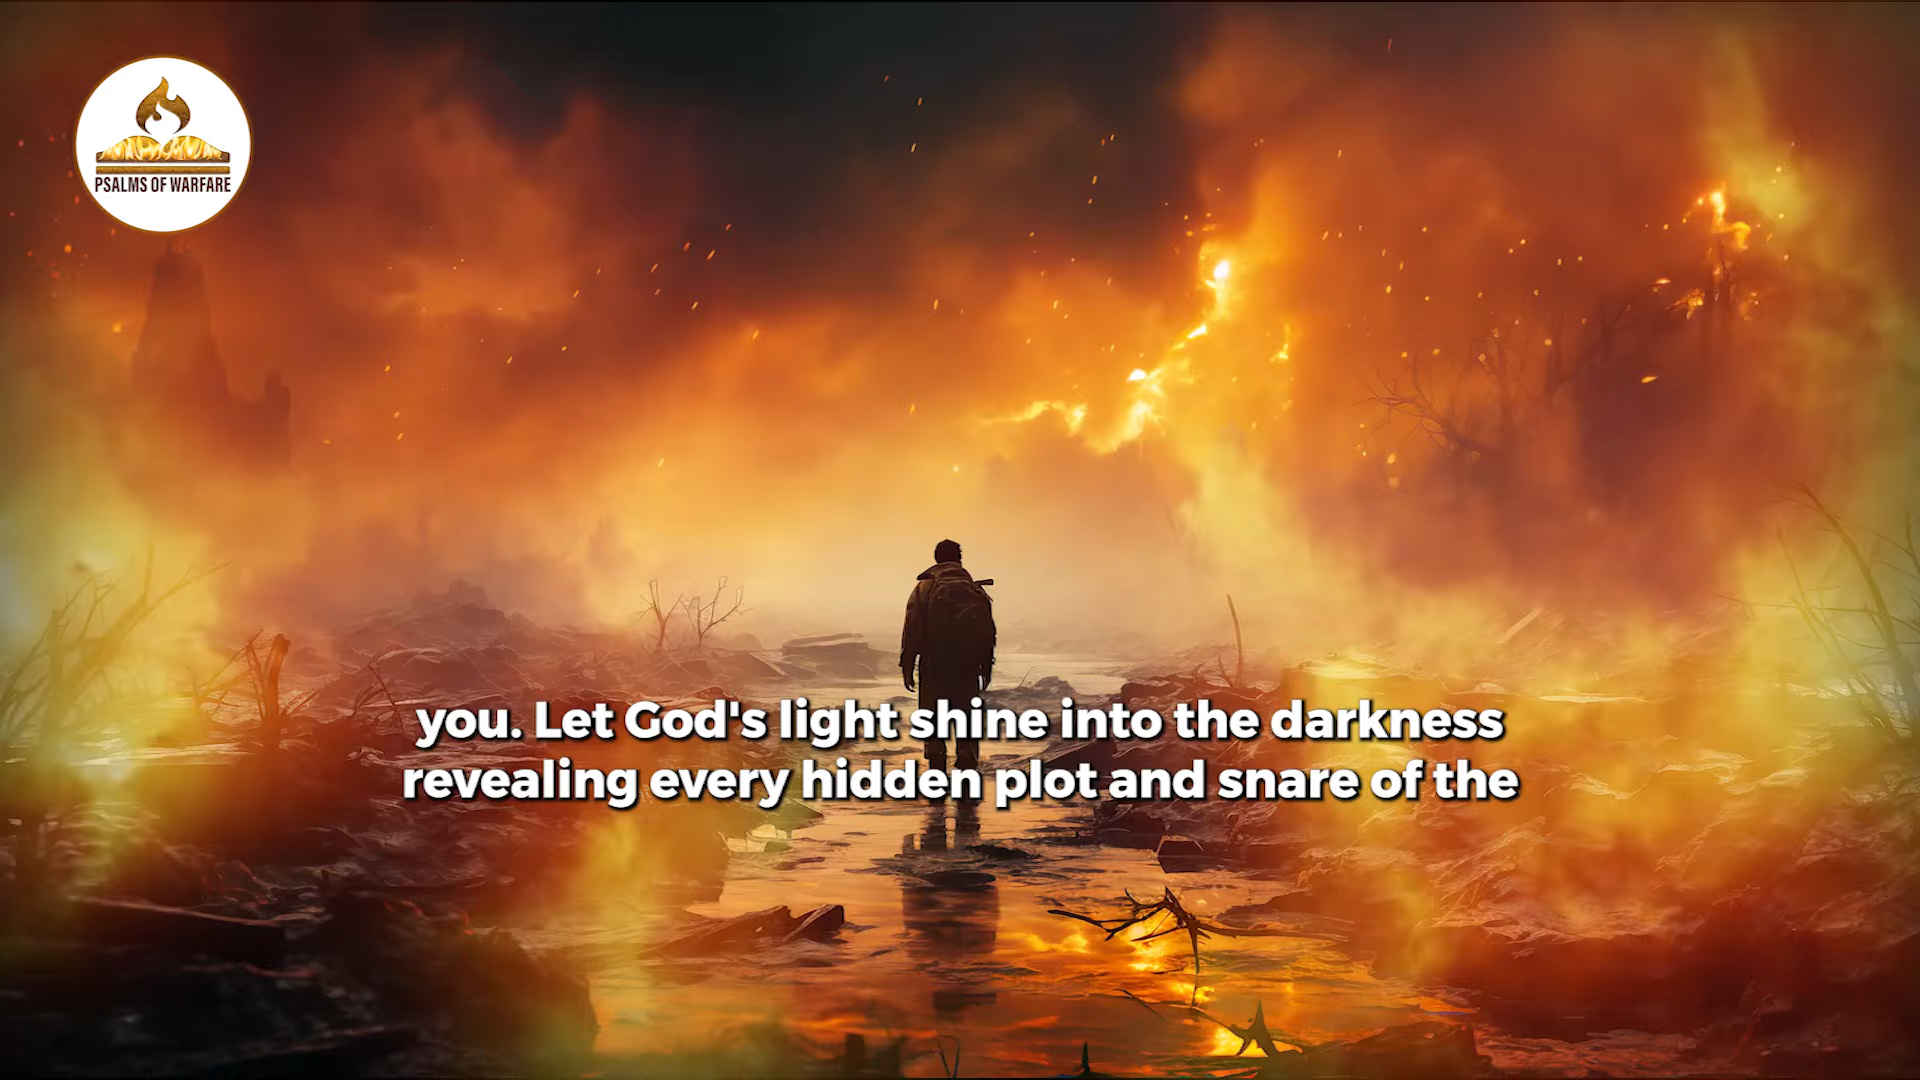 PSALMS OF WARFARE
you. Let God's light shine into the darkness
revealing every hidden plot and snare of the